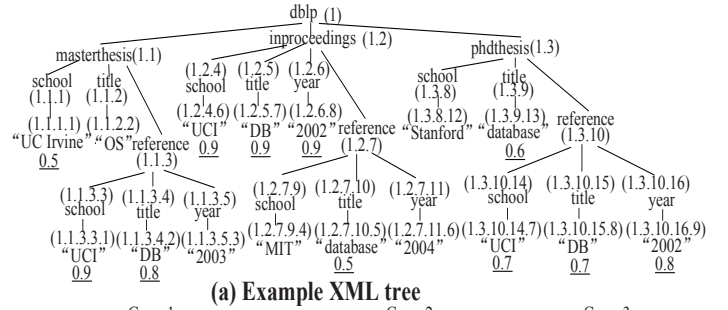 dblp (1)
masterthesis(1.1) inproceedings (1.2) phdthesis(1.3)
school title (1.2.4) (1.2.5) (1.2.6) school title
(1.1.1) (1.1.2) school title year (1.3.8) (1.3.9)
(1.1.1.1) (1.1.2.2) (1.2.4.6) (1.2.5.7) (1.2.6.8) (1.3.8.12) (1.3.9.13)
“UC Irvine” “OS” “UCI” “DB” “2002” “Stanford” “database”
0.5 0.9 0.9 0.9 0.6
reference reference reference
(1.1.3) (1.2.7) (1.3.10)
(1.1.3.3) (1.1.3.4) (1.1.3.5) (1.2.7.9) (1.2.7.10) (1.2.7.11) (1.3.10.14) (1.3.10.15) (1.3.10.16)
school title year school title year school title year
(1.1.3.3.1) (1.1.3.4.2) (1.1.3.5.3) (1.2.7.9.4) (1.2.7.10.5) (1.2.7.11.6) (1.3.10.14.7) (1.3.10.15.8) (1.3.10.16.9)
“UCI” “DB” “2003” “MIT” “database” “2004” “UCI” “DB” “2002”
0.9 0.8 0.5 0.7 0.7 0.8
(a) Example XML tree